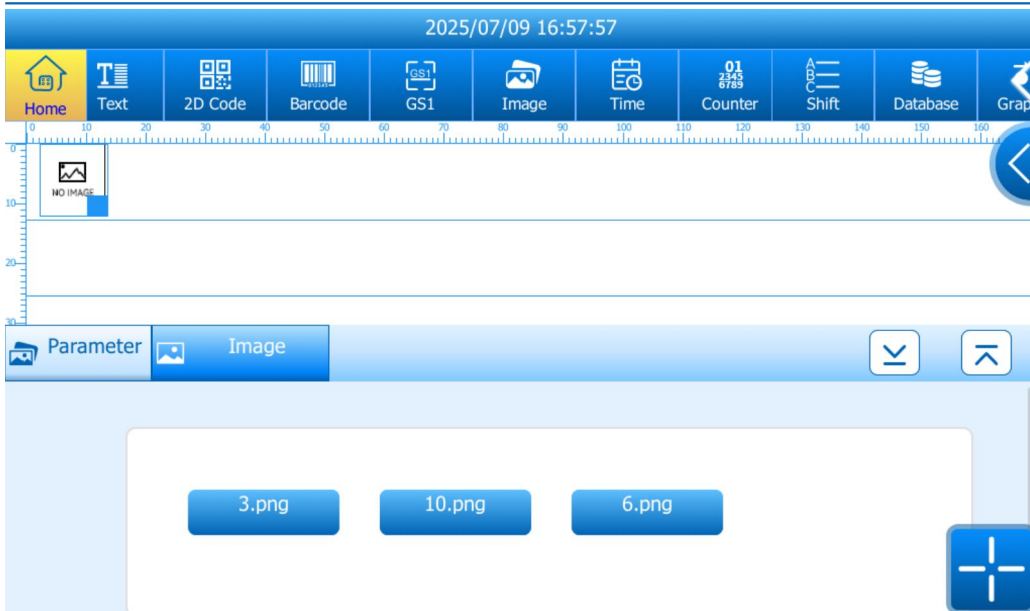 2025/07/09 16:57:57
01
2345
6789
A
B
C
GS1
012345
Home Text 2D Code Barcode GS1 Image Time Counter Shift Database Grap
0 10 20 30 40 50 60 70 80 90 100 110 120 130 140 150 160
0
NO IMAGE
10
20
30
Parameter Image
3.png 10.png 6.png